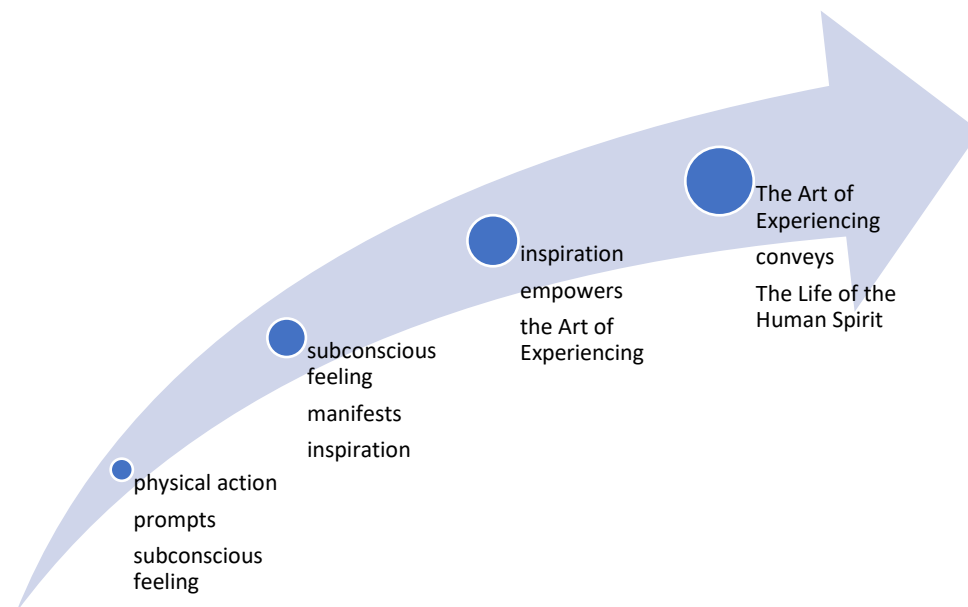 physical action
prompts
subconscious
feeling
subconscious
feeling
manifests
inspiration
inspiration
empowers
the Art of
Experiencing
The Art of
Experiencing
conveys
The Life of the
Human Spirit